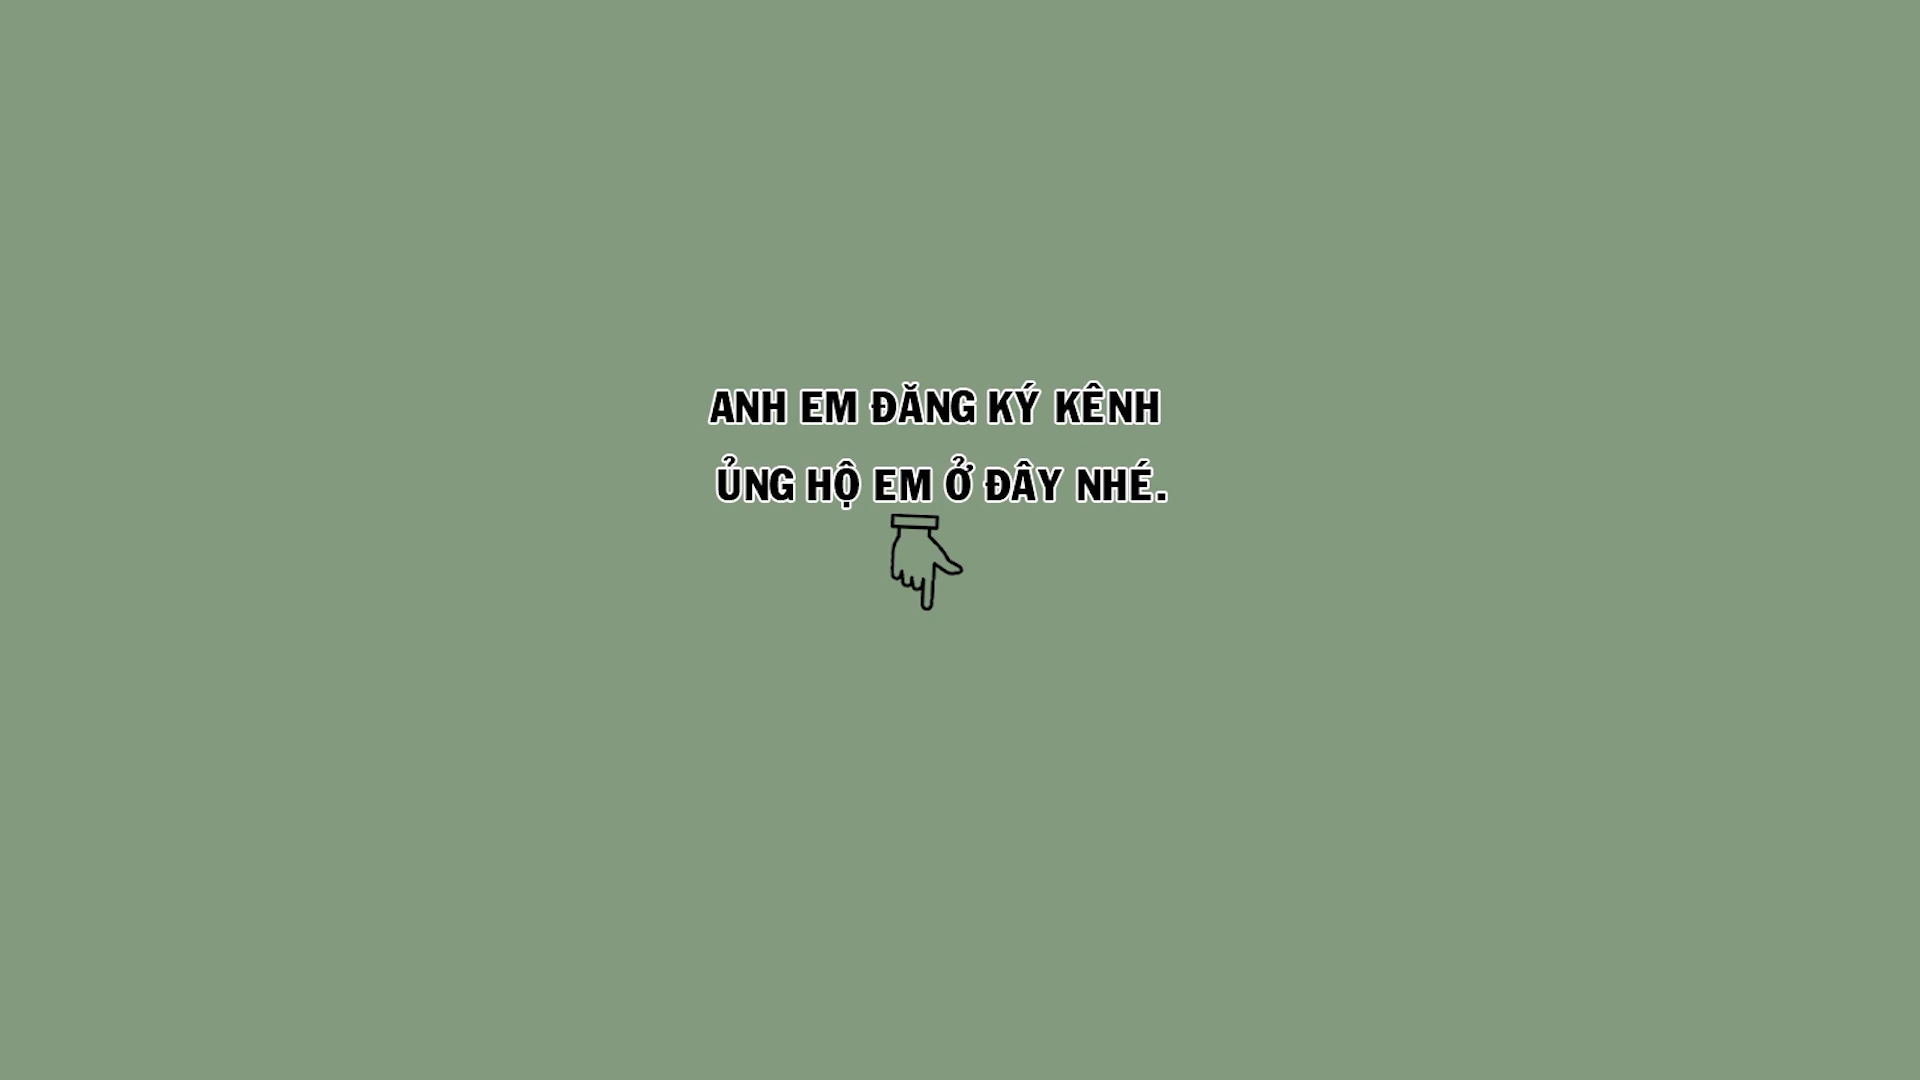 ANH EM ĐĂNG KÝ KÊNH
ỦNG HỘ EM Ở ĐÂY NHÉ.